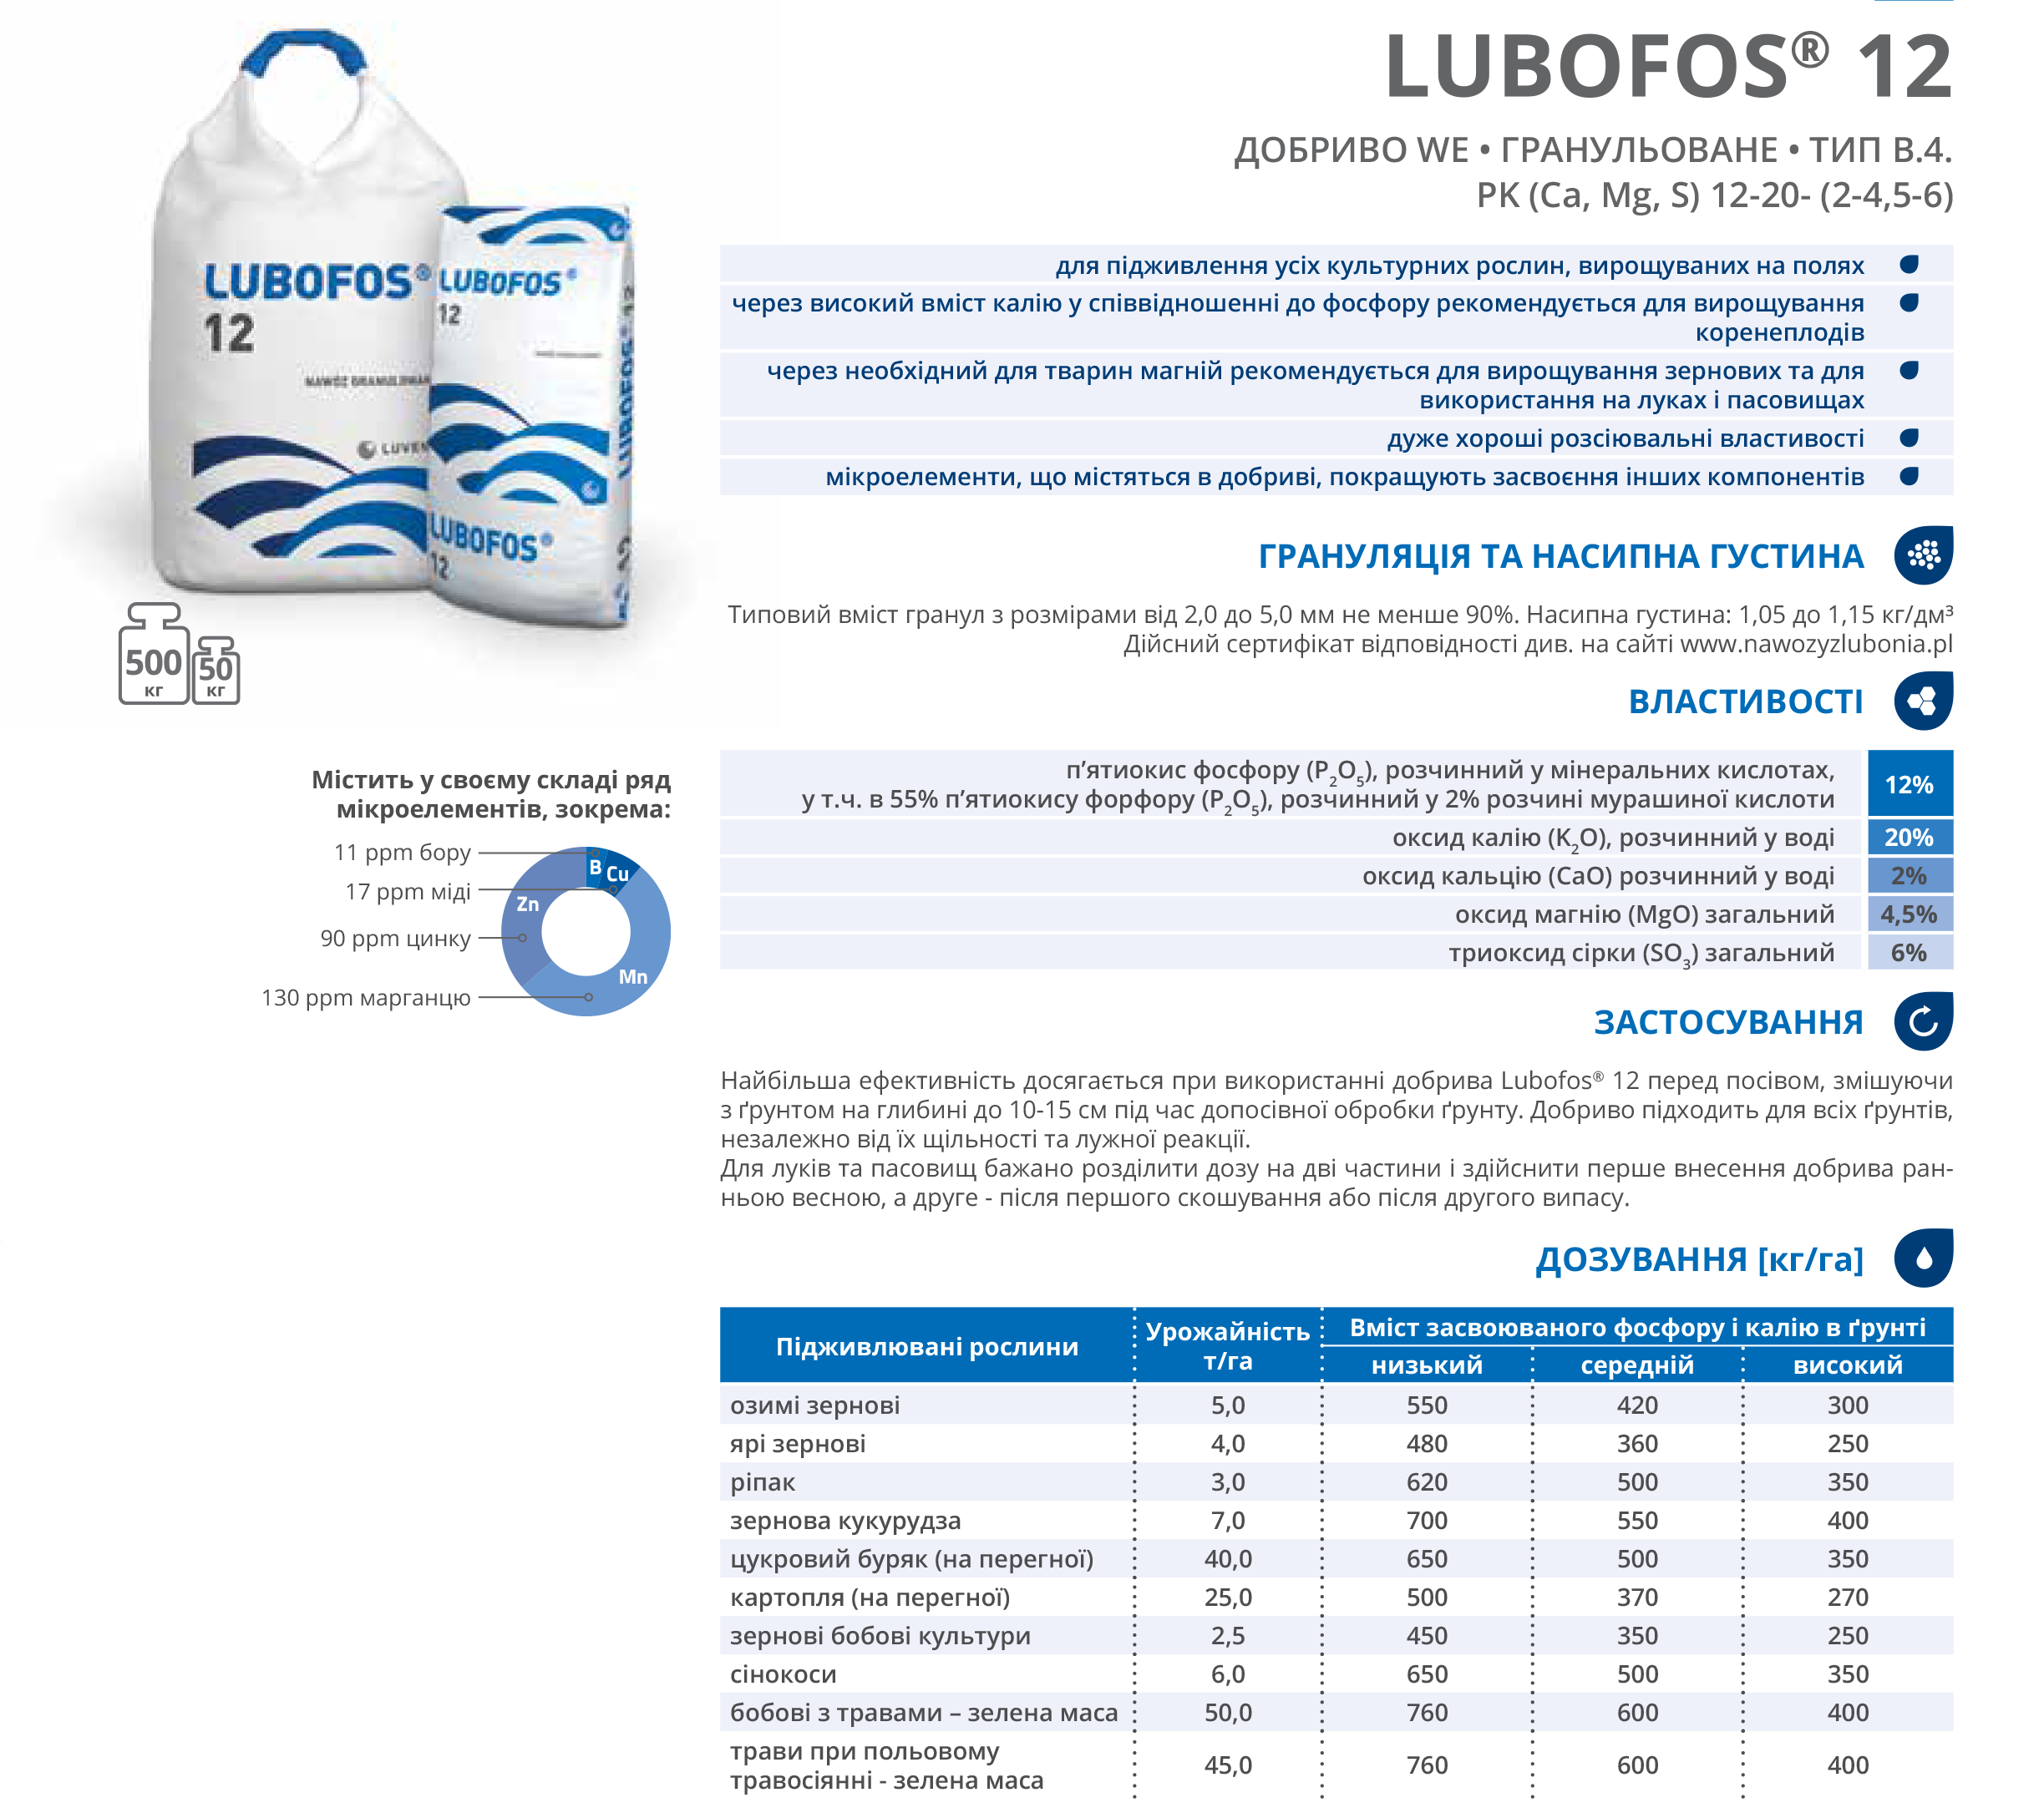 LUBOFOS® 12
ДОБРИВО WE • ГРАНУЛЬОВАНЕ • ТИП B.4.
PK (Ca, Mg, S) 12-20- (2-4,5-6)
LUBOFOS®
12
LUBOFOS®
12
LUBOFOS®
12
LUBOFOS® 12
500 кг
50 кг
для підживлення усіх культурних рослин, вирощуваних на полях
через високий вміст калію у співвідношенні до фосфору рекомендується для вирощування
коренеплодів
через необхідний для тварин магній рекомендується для вирощування зернових та для
використання на луках і пасовищах
дуже хороші розсіювальні властивості
мікроелементи, що містяться в добриві, покращують засвоєння інших компонентів
ГРАНУЛЯЦІЯ ТА НАСИПНА ГУСТИНА
Типовий вміст гранул з розмірами від 2,0 до 5,0 мм не менше 90%. Насипна густина: 1,05 до 1,15 кг/дм³
Дійсний сертифікат відповідності див. на сайті www.nawozyzlubonia.pl
ВЛАСТИВОСТІ
п’ятиокис фосфору (P₂O₅), розчинний у мінеральних кислотах,
у т.ч. в 55% п’ятиокису форфору (P₂O₅), розчинний у 2% розчині мурашиної кислоти 12%
оксид калію (K₂O), розчинний у воді 20%
оксид кальцію (CaO) розчинний у воді 2%
оксид магнію (MgO) загальний 4,5%
триоксид сірки (SO₃) загальний 6%
Містить у своєму складі ряд
мікроелементів, зокрема:
11 ppm бору
17 ppm міді
90 ppm цинку
130 ppm марганцю
B
Cu
Zn
Mn
ЗАСТОСУВАННЯ
Найбільша ефективність досягається при використанні добрива Lubofos® 12 перед посівом, змішуючи
з ґрунтом на глибині до 10-15 см під час допосівної обробки ґрунту. Добриво підходить для всіх ґрунтів,
незалежно від їх щільності та лужної реакції.
Для луків та пасовищ бажано розділити дозу на дві частини і здійснити перше внесення добрива ран-
ньою весною, а друге - після першого скошування або після другого випасу.
ДОЗУВАННЯ [кг/га]
Підживлювані рослини Урожайність т/га Вміст засвоюваного фосфору і калію в ґрунті
низький середній високий
озимі зернові 5,0 550 420 300
ярі зернові 4,0 480 360 250
ріпак 3,0 620 500 350
зернова кукурудза 7,0 700 550 400
цукровий буряк (на перегної) 40,0 650 500 350
картопля (на перегної) 25,0 500 370 270
зернові бобові культури 2,5 450 350 250
сінокоси 6,0 650 500 350
бобові з травами – зелена маса 50,0 760 600 400
трави при польовому
травосіянні - зелена маса 45,0 760 600 400